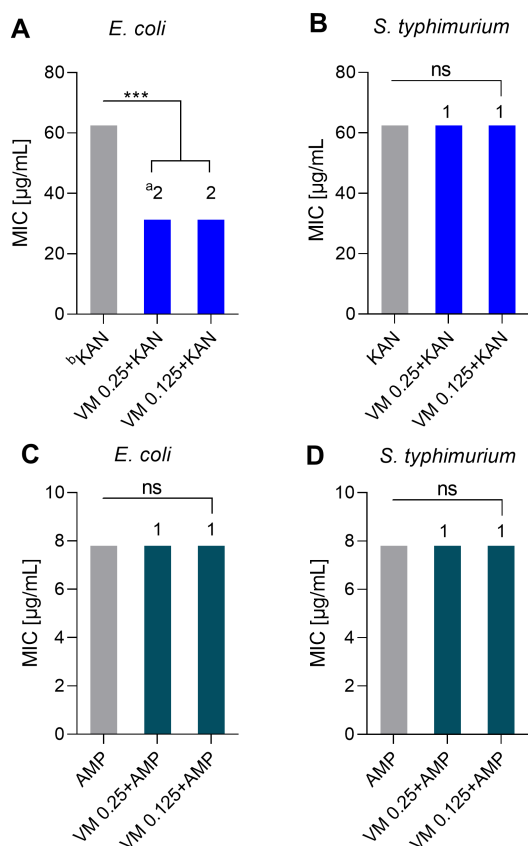 A
E. coli
MIC [µg/mL]
80
60
40
20
0
***
ᵃ2
2
ᵇKAN
VM 0.25+KAN
VM 0.125+KAN
B
S. typhimurium
MIC [µg/mL
80
60
40
20
0
ns
1
1
KAN
VM 0.25+KAN
VM 0.125+KAN
C
E. coli
MIC [µg/mL]
10
8
6
4
2
0
ns
1
1
AMP
VM 0.25+AMP
VM 0.125+AMP
D
S. typhimurium
MIC [µg/mL]
10
8
6
4
2
0
ns
1
1
AMP
VM 0.25+AMP
VM 0.125+AMP